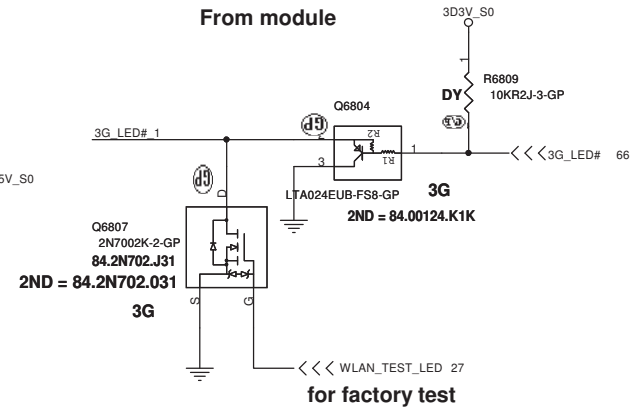 From module
3D3V_S0
1
R6809
10KR2J-3-GP
DY
Q6804
GP
R2
3G_LED#_1
2
R1
1
3G_LED# 66
3
5V_S0
GP
LTA024EUB-FS8-GP
3G
2ND = 84.00124.K1K
D
Q6807
2N7002K-2-GP
84.2N702.J31
2ND = 84.2N702.031
3G
S
G
WLAN_TEST_LED 27
for factory test